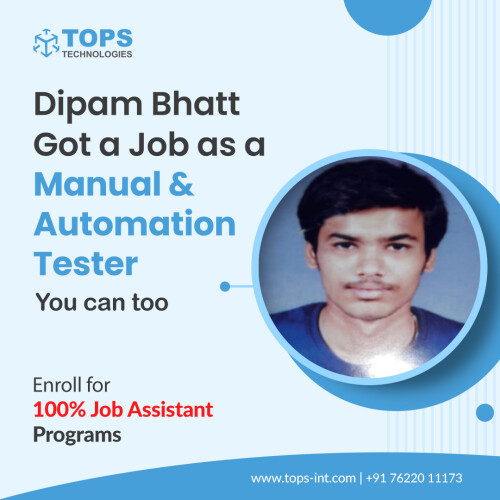 TOPS
TECHNOLOGIES
Dipam Bhatt
Got a Job as a
Manual &
Automation
Tester
You can too
Enroll for
100% Job Assistant
Programs
www.tops-int.com | +91 76220 11173